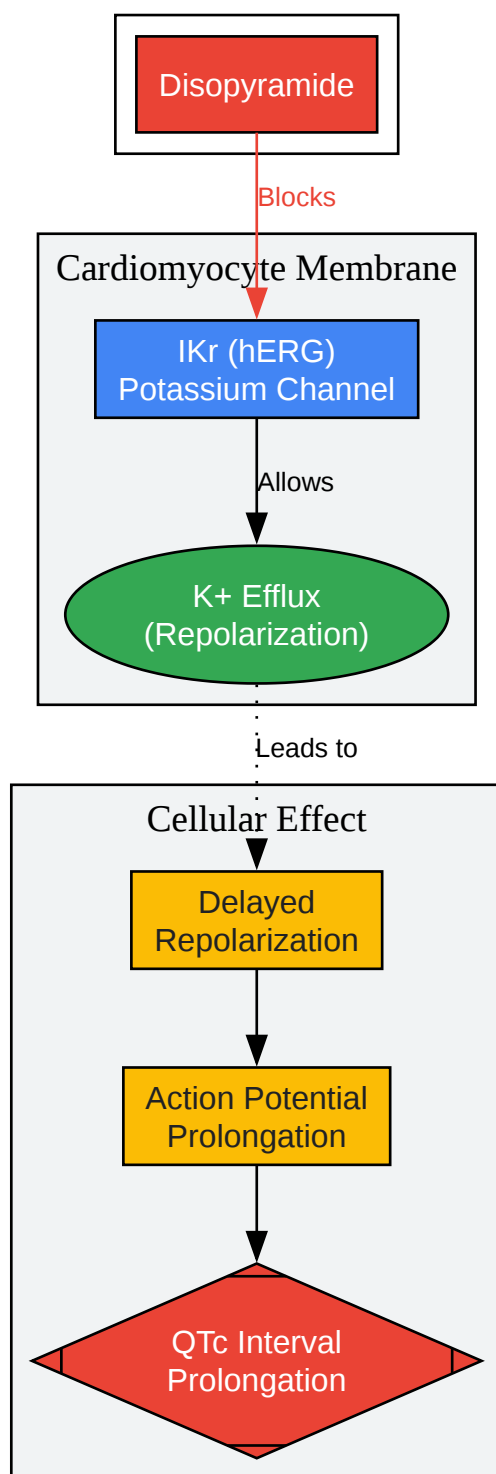 Disopyramide
Blocks
Cardiomyocyte Membrane
IKr (hERG)
Potassium Channel
Allows
K+ Efflux
(Repolarization)
Leads to
Cellular Effect
Delayed
Repolarization
Action Potential
Prolongation
QTc Interval
Prolongation